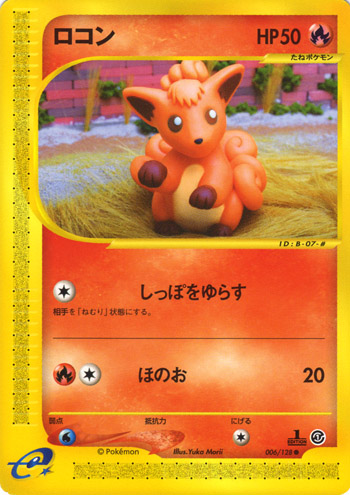 ロコン HP50
たねポケモン
ID:B-07-#
しっぽをゆらす
相手を「ねむり」状態にする。
ほのお 20
弱点 抵抗力 にげる
©Pokémon Illus.Yuka Morii 006/128 ●
1
EDITION
e